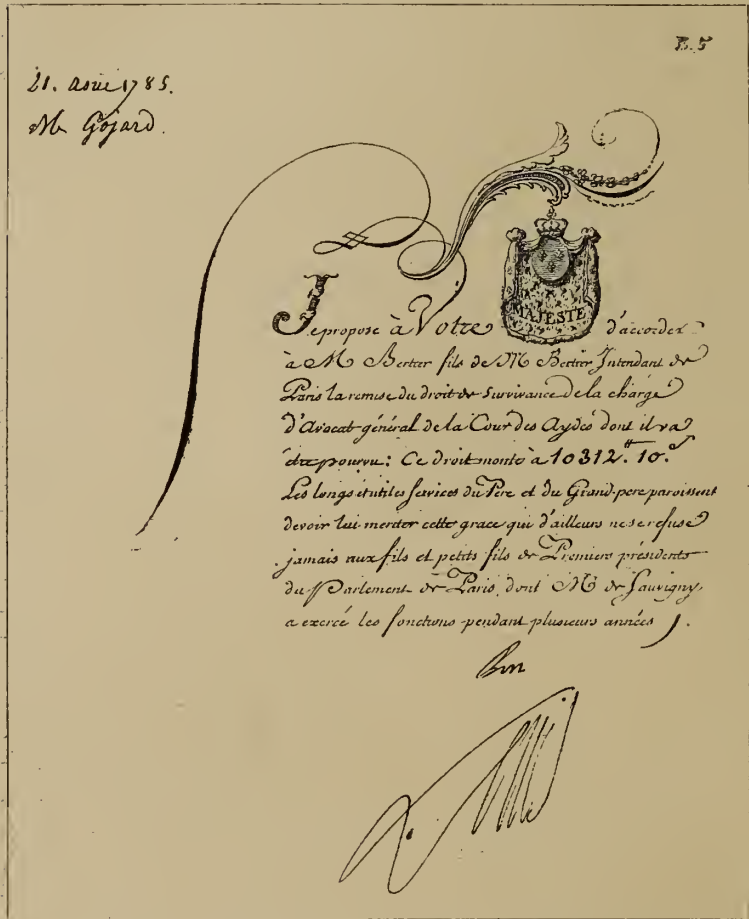 B. 5
21. aout 1785.
M. Gojard.
Je propose à Votre MAJESTE d'accorder
à M. Bertier fils de M. Bertier Intendant de
Paris la remise du droit de Survivance de la charge
d'Avocat général de la Cour des Aydes dont il va
être pourvu: Ce droit monte à 10312.tt 10.s
Les longs et utiles services du Pere et du Grand-pere paroissent
devoir lui meriter cette grace qui d'ailleurs ne se refuse
jamais aux fils et petits fils de Premiers présidents
du Parlement de Paris, dont M. de Sauvigny
a exercé les fonctions pendant plusieurs années.
Bon